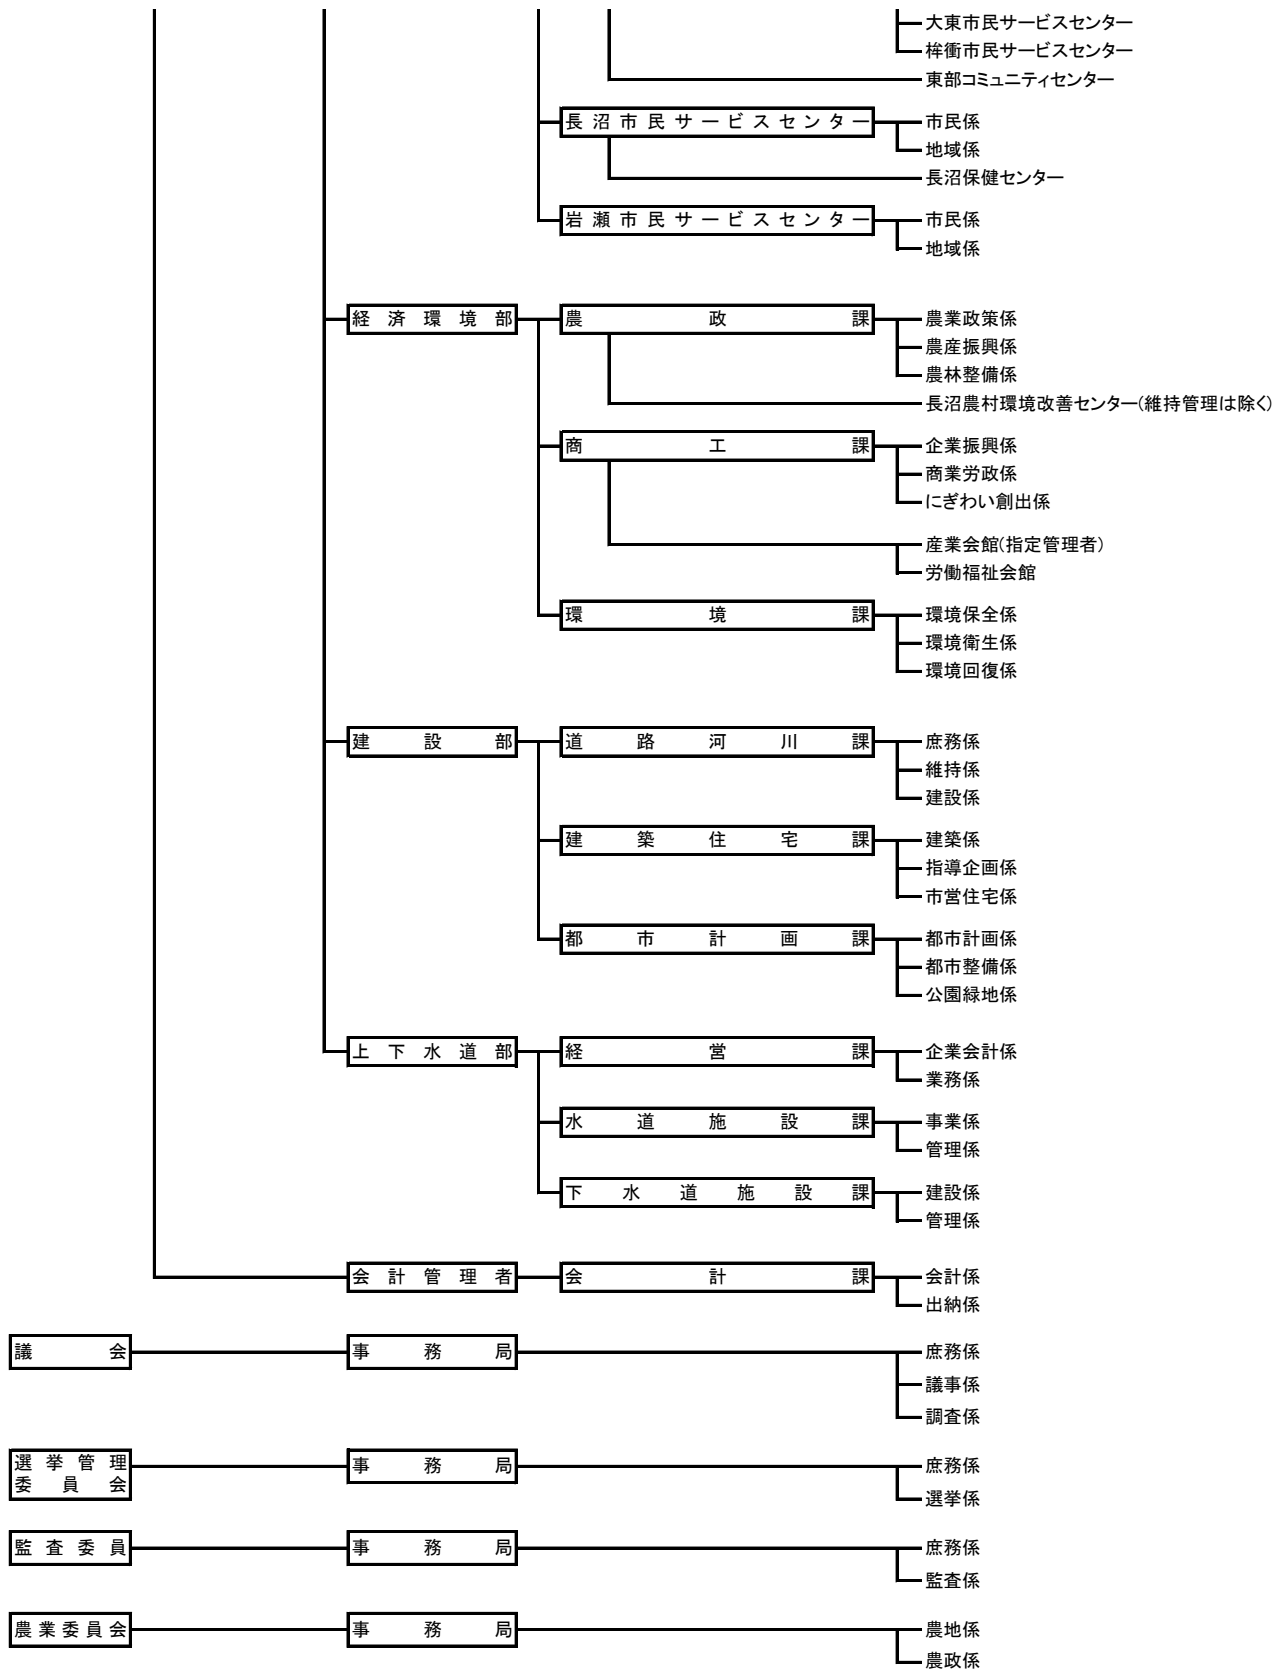 大東市民サービスセンター
桙衝市民サービスセンター
東部コミュニティセンター
長沼市民サービスセンター 市民係
地域係
長沼保健センター
岩瀬市民サービスセンター 市民係
地域係
経済環境部 農政課 農業政策係
農産振興係
農林整備係
長沼農村環境改善センター(維持管理は除く)
商工課 企業振興係
商業労政係
にぎわい創出係
産業会館(指定管理者)
労働福祉会館
環境課 環境保全係
環境衛生係
環境回復係
建設部 道路河川課 庶務係
維持係
建設係
建築住宅課 建築係
指導企画係
市営住宅係
都市計画課 都市計画係
都市整備係
公園緑地係
上下水道部 経営課 企業会計係
業務係
水道施設課 事業係
管理係
下水道施設課 建設係
管理係
会計管理者 会計課 会計係
出納係
議会 事務局 庶務係
議事係
調査係
選挙管理
委員会 事務局 庶務係
選挙係
監査委員 事務局 庶務係
監査係
農業委員会 事務局 農地係
農政係